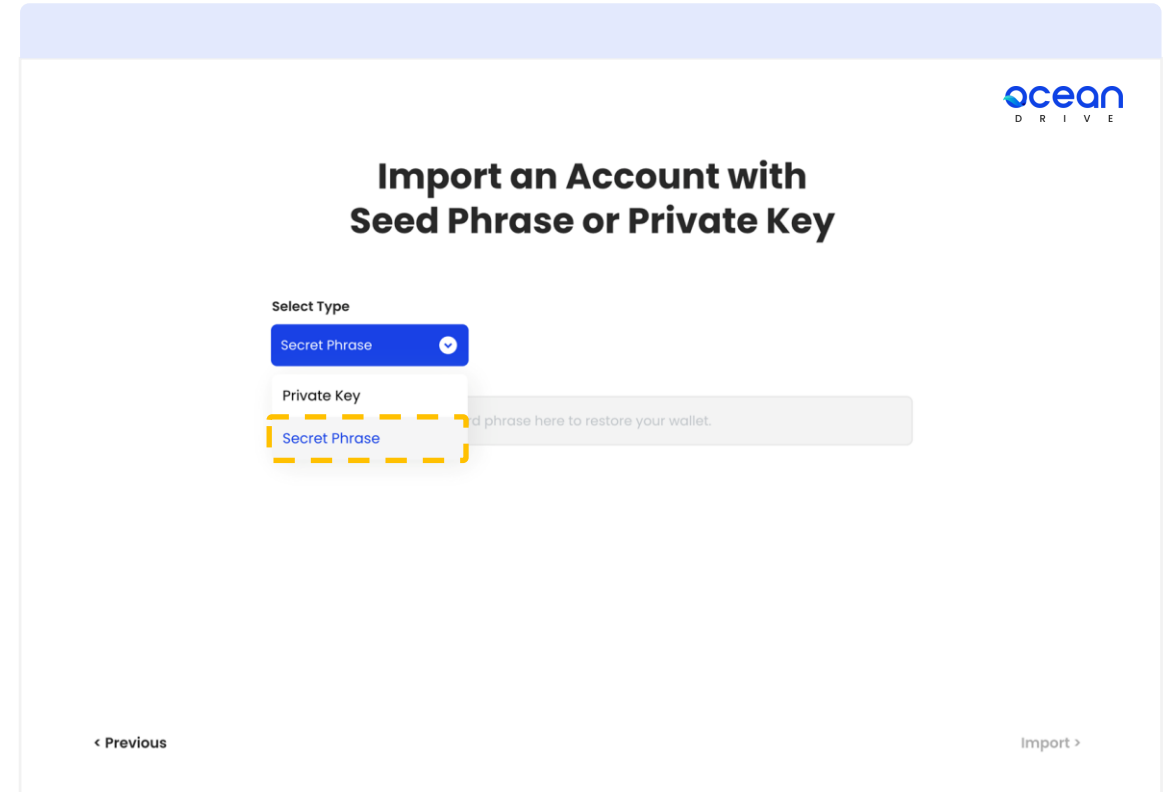 ocean
DRIVE
Import an Account with
Seed Phrase or Private Key
Select Type
Secret Phrase
Private Key
phrase here to restore your wallet.
Secret Phrase
< Previous
Import >